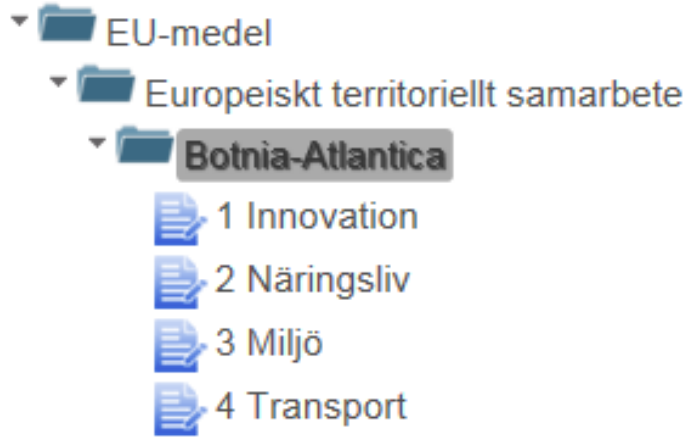 EU-medel
Europeiskt territoriellt samarbete
Botnia-Atlantica
1 Innovation
2 Näringsliv
3 Miljö
4 Transport